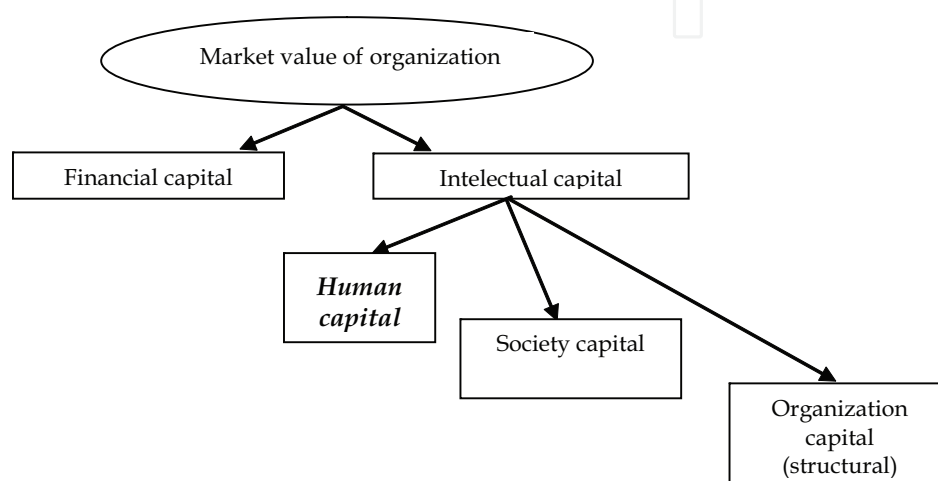 Market value of organization
Financial capital
Intelectual capital
Human
capital
Society capital
Organization
capital
(structural)